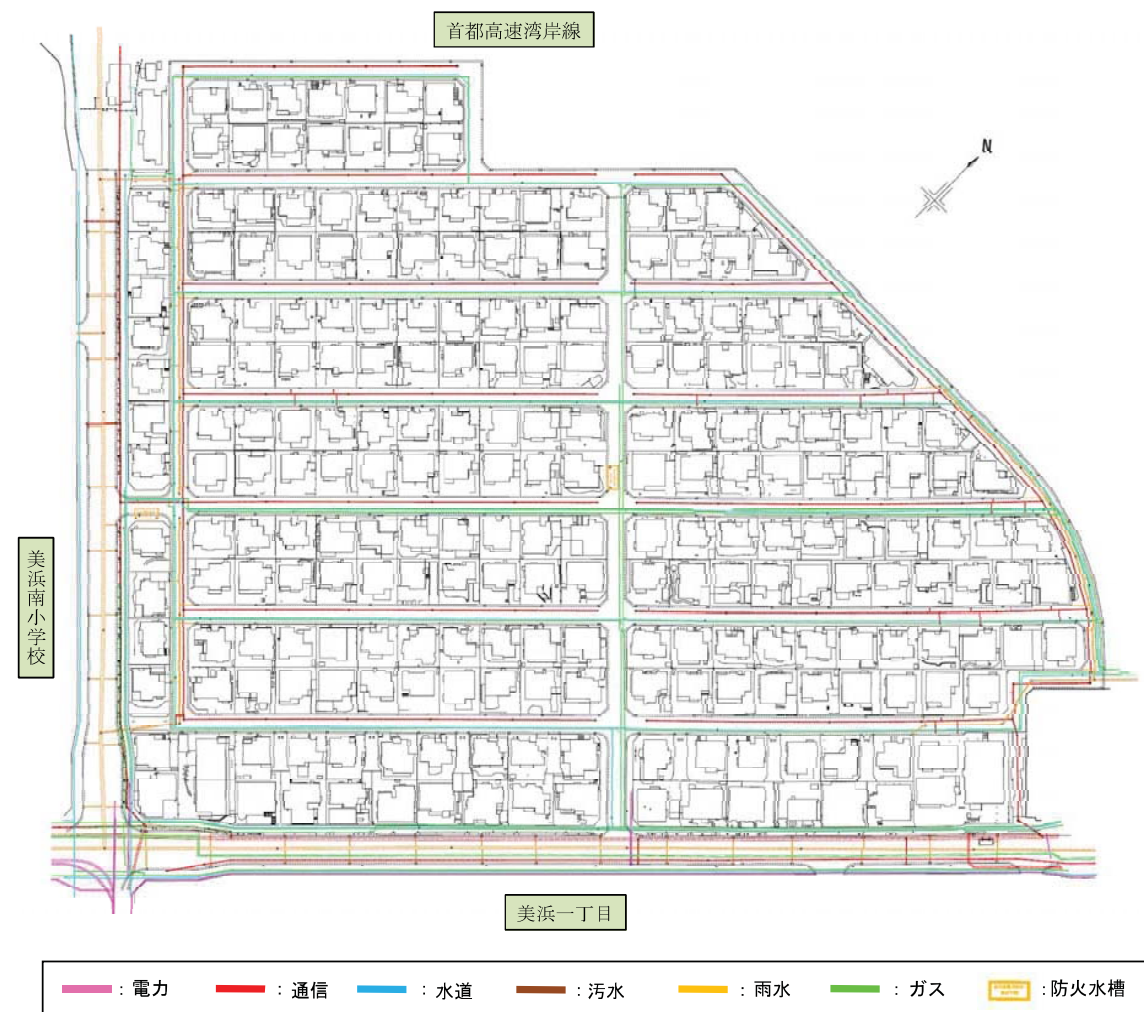 首都高速湾岸線
N
美浜南小学校
美浜一丁目
：電力
：通信
：水道
：汚水
：雨水
：ガス
：防火水槽